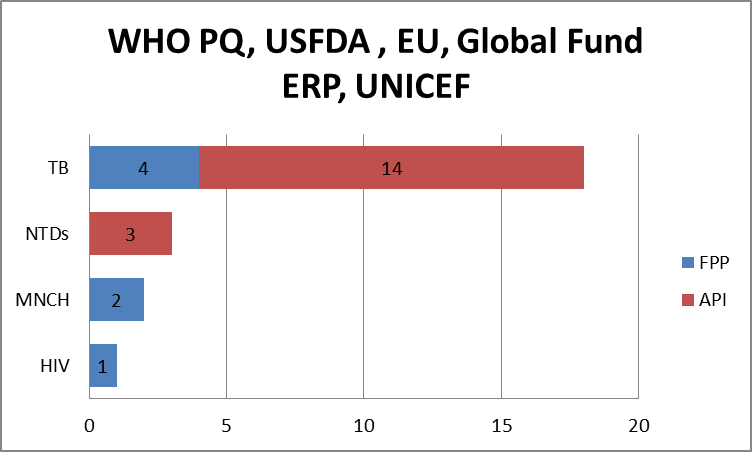 WHO PQ, USFDA , EU, Global Fund
ERP, UNICEF
TB
4
14
NTDs
3
MNCH
2
HIV
1
FPP
API
0
5
10
15
20